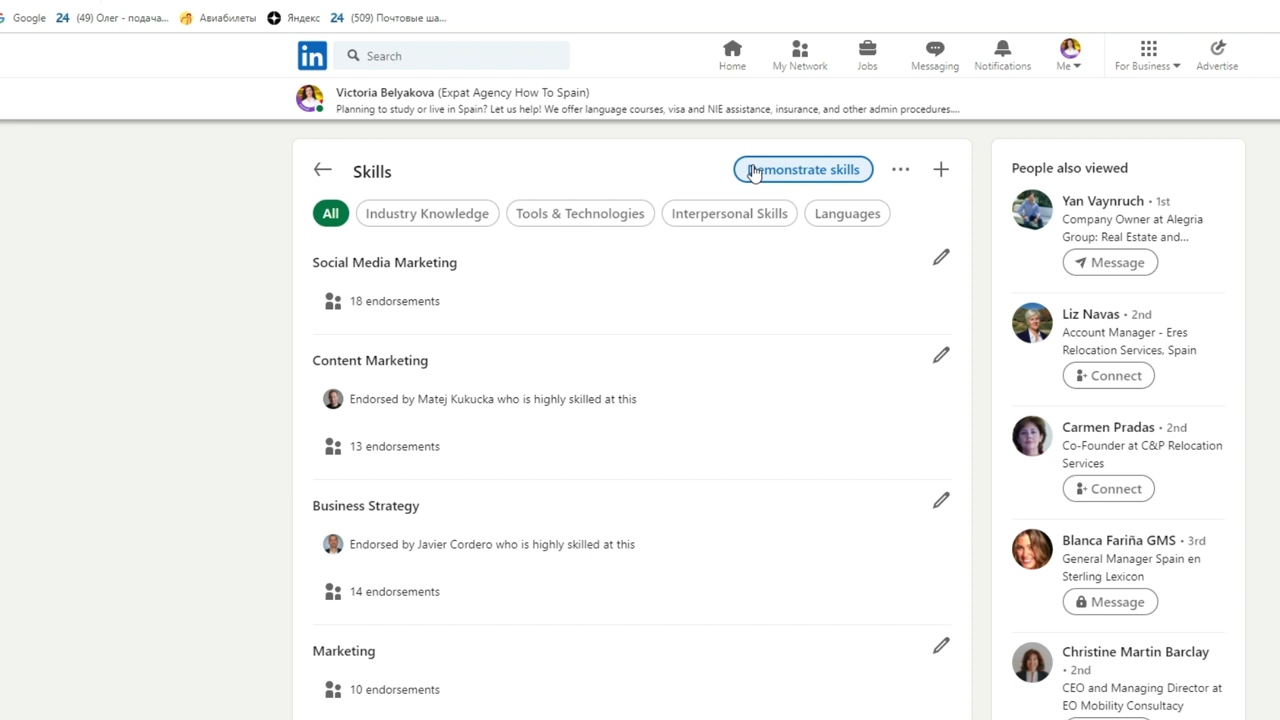 Google 24 (49) Олег - подача... Авиабилеты Яндекс 24 (509) Почтовые ша...
in Search Home My Network Jobs Messaging Notifications Me For Business Advertise
Victoria Belyakova (Expat Agency How To Spain)
Planning to study or live in Spain? Let us help! We offer language courses, visa and NIE assistance, insurance, and other admin procedures....
Skills
Demonstrate skills
All Industry Knowledge Tools & Technologies Interpersonal Skills Languages
Social Media Marketing
18 endorsements
Content Marketing
Endorsed by Matej Kukucka who is highly skilled at this
13 endorsements
Business Strategy
Endorsed by Javier Cordero who is highly skilled at this
14 endorsements
Marketing
10 endorsements
People also viewed
Yan Vaynruch • 1st
Company Owner at Alegria
Group: Real Estate and...
Message
Liz Navas • 2nd
Account Manager - Eres
Relocation Services, Spain
Connect
Carmen Pradas • 2nd
Co-Founder at C&P Relocation
Services
Connect
Blanca Fariña GMS • 3rd
General Manager Spain en
Sterling Lexicon
Message
Christine Martin Barclay
• 2nd
CEO and Managing Director at
EO Mobility Consultacy